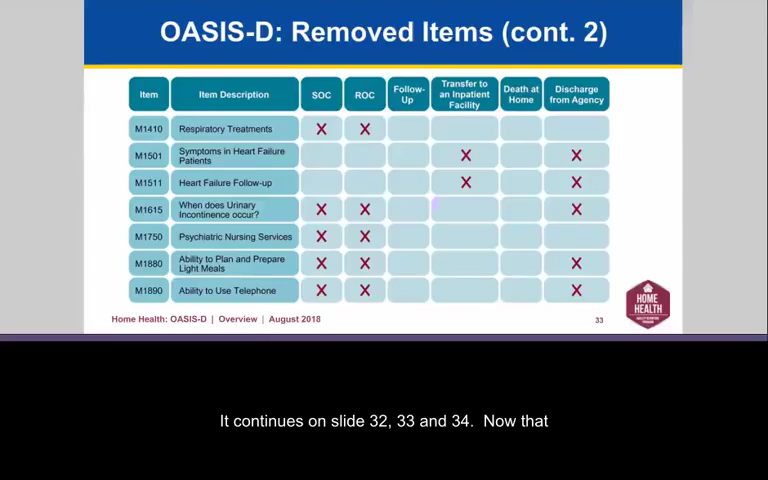 OASIS-D: Removed Items (cont. 2)
Item Item Description SOC ROC Follow-Up Transfer to an Inpatient Facility Death at Home Discharge from Agency
M1410 Respiratory Treatments X X
M1501 Symptoms in Heart Failure Patients X X
M1511 Heart Failure Follow-up X X
M1615 When does Urinary Incontinence occur? X X X
M1750 Psychiatric Nursing Services X X
M1880 Ability to Plan and Prepare Light Meals X X X
M1890 Ability to Use Telephone X X X
HOME
HEALTH
Home Health: OASIS-D | Overview | August 2018
33
It continues on slide 32, 33 and 34. Now that